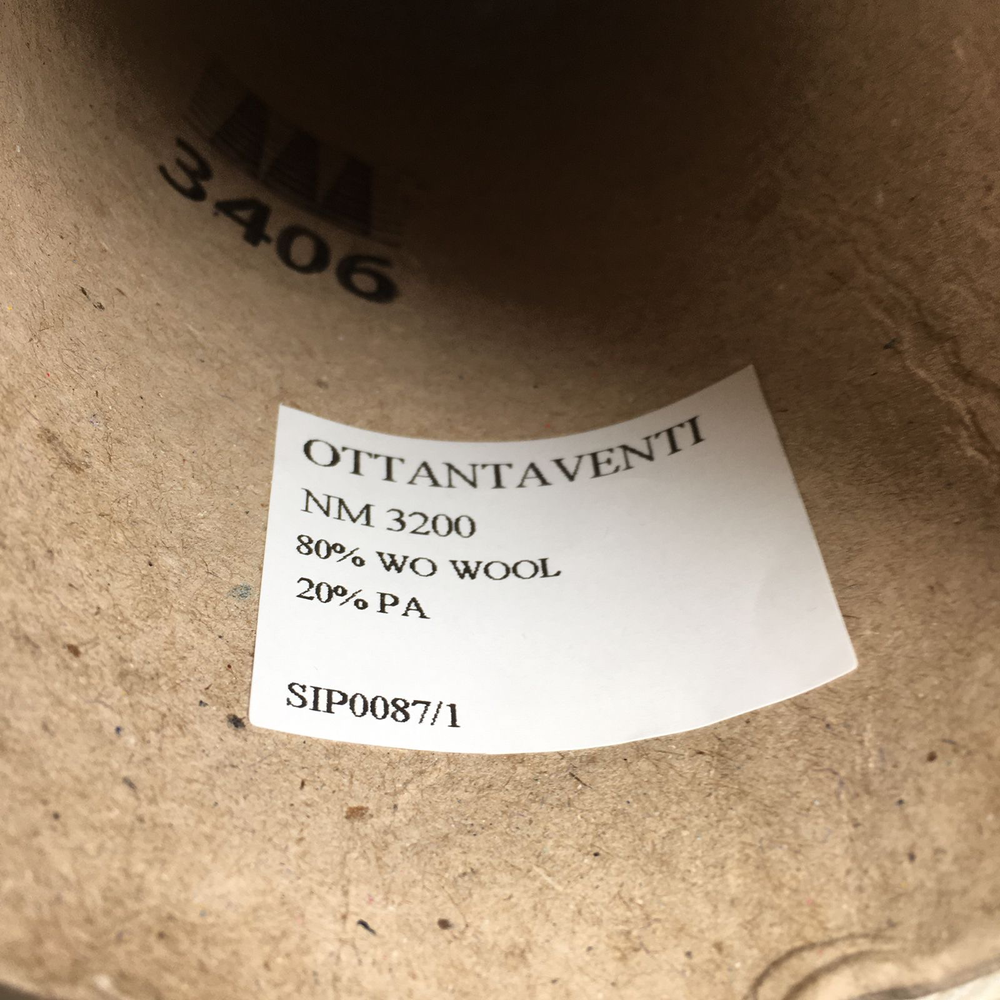 3406
OTTANTAVENTI
NM 3200
80% WO WOOL
20% PA
SIP0087/1